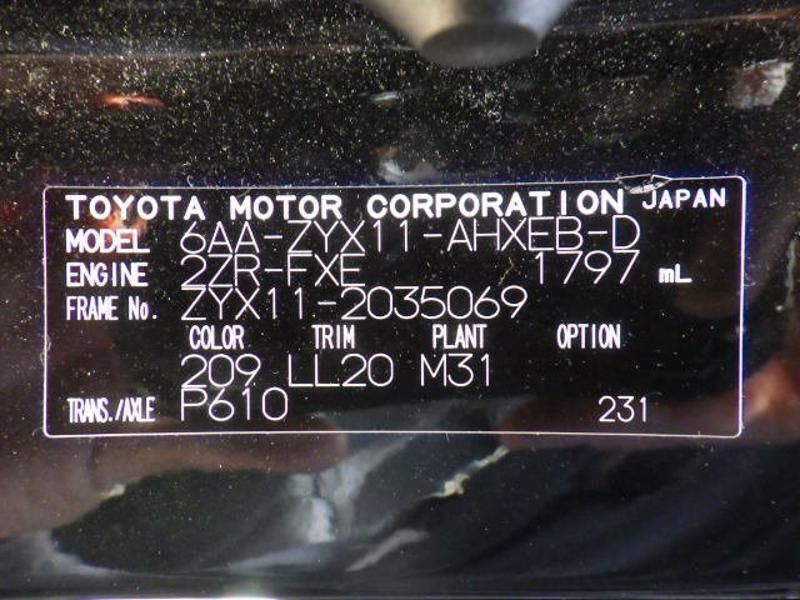 TOYOTA MOTOR CORPORATION JAPAN
MODEL 6AA-ZYX11-AHXEB-D
ENGINE 2ZR-FXE 1797 mL
FRAME No. ZYX11-2035069
COLOR TRIM PLANT OPTION
209 LL20 M31
TRANS./AXLE P610 231